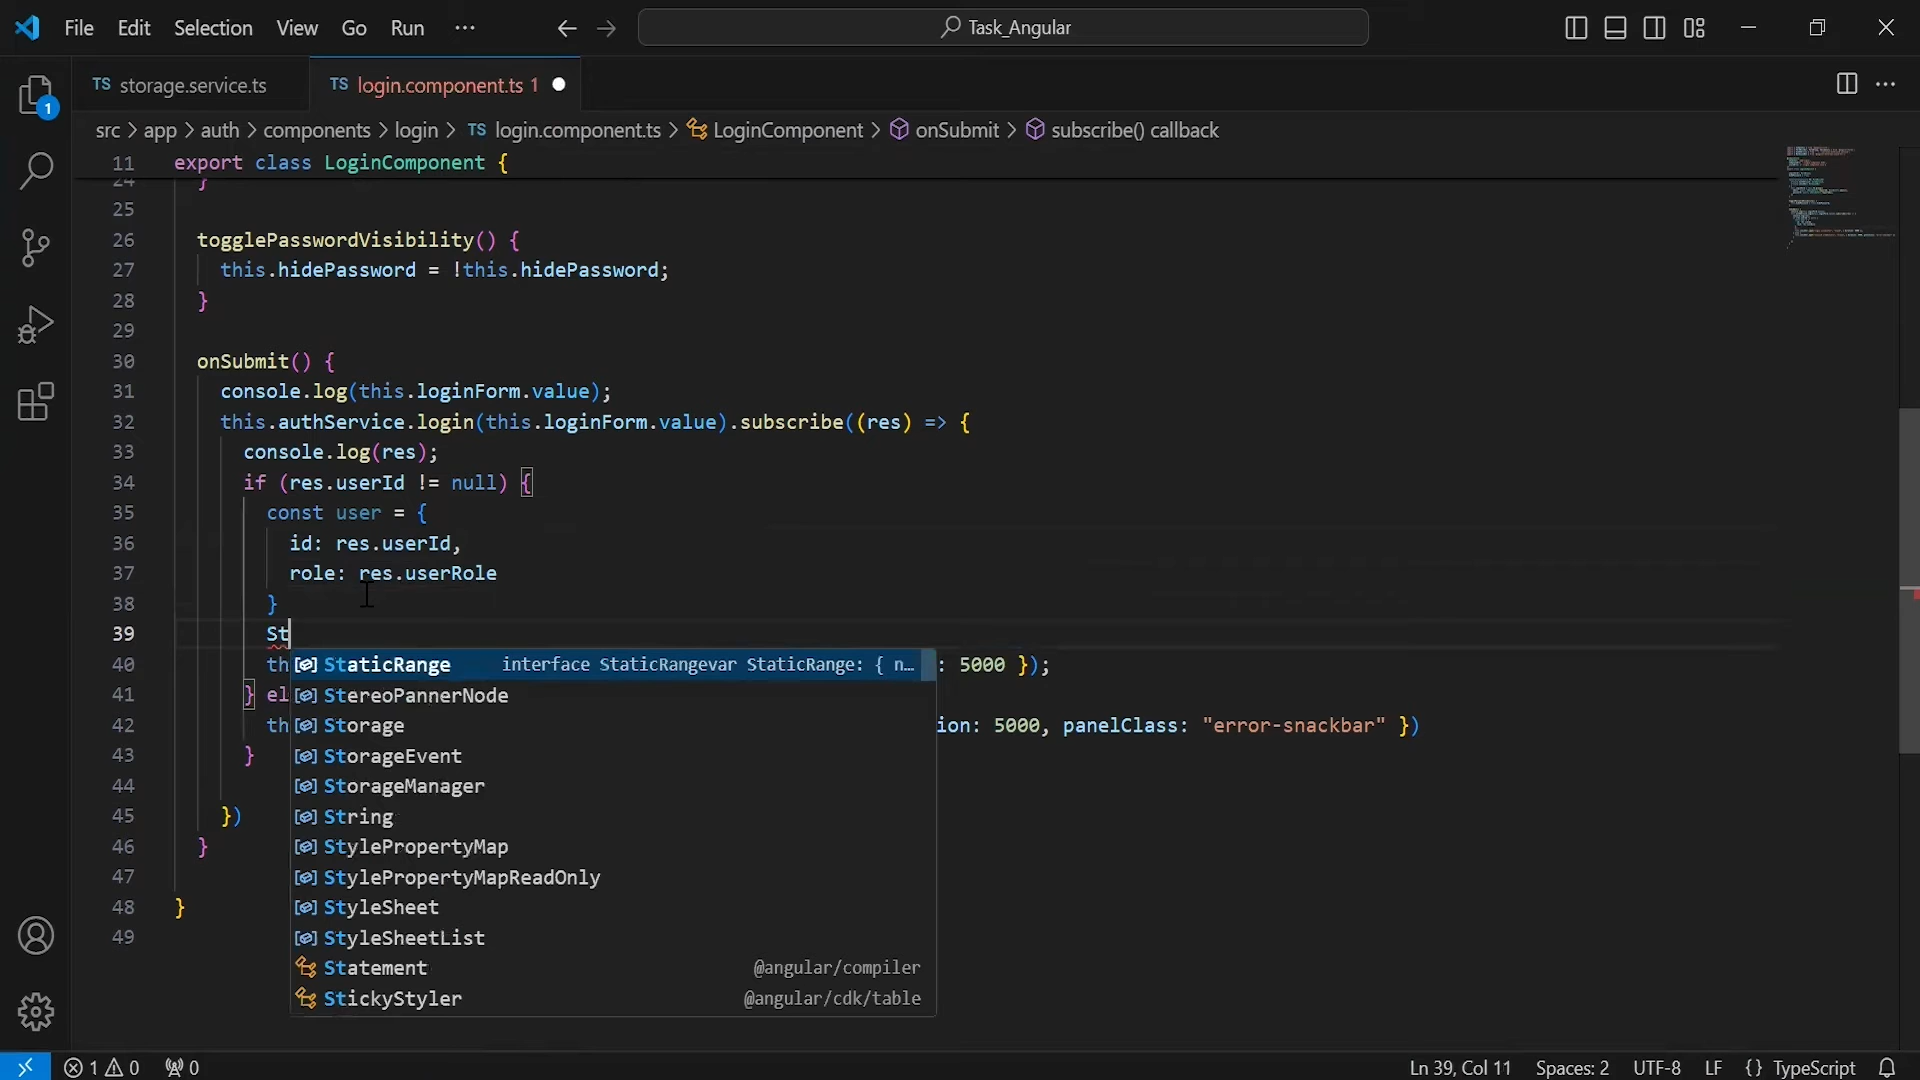 File Edit Selection View Go Run ··· Task_Angular
TS storage.service.ts TS login.component.ts 1
src > app > auth > components > login > TS login.component.ts > LoginComponent > onSubmit > subscribe() callback
11 export class LoginComponent {
24 }
25
26 togglePasswordVisibility() {
27 this.hidePassword = !this.hidePassword;
28 }
29
30 onSubmit() {
31 console.log(this.loginForm.value);
32 this.authService.login(this.loginForm.value).subscribe((res) => {
33 console.log(res);
34 if (res.userId != null) {
35 const user = {
36 id: res.userId,
37 role: res.userRole
38 }
39 St
40 th StaticRange interface StaticRangevar StaticRange: { n… : 5000 });
41 } el StereoPannerNode
Storage
42 th ion: 5000, panelClass: "error-snackbar" })
43 } StorageEvent
44 StorageManager
45 }) String
46 } StylePropertyMap
47 StylePropertyMapReadOnly
48 } StyleSheet
49 StyleSheetList
Statement @angular/compiler
StickyStyler @angular/cdk/table
1 0 0 Ln 39, Col 11 Spaces: 2 UTF-8 LF {} TypeScript